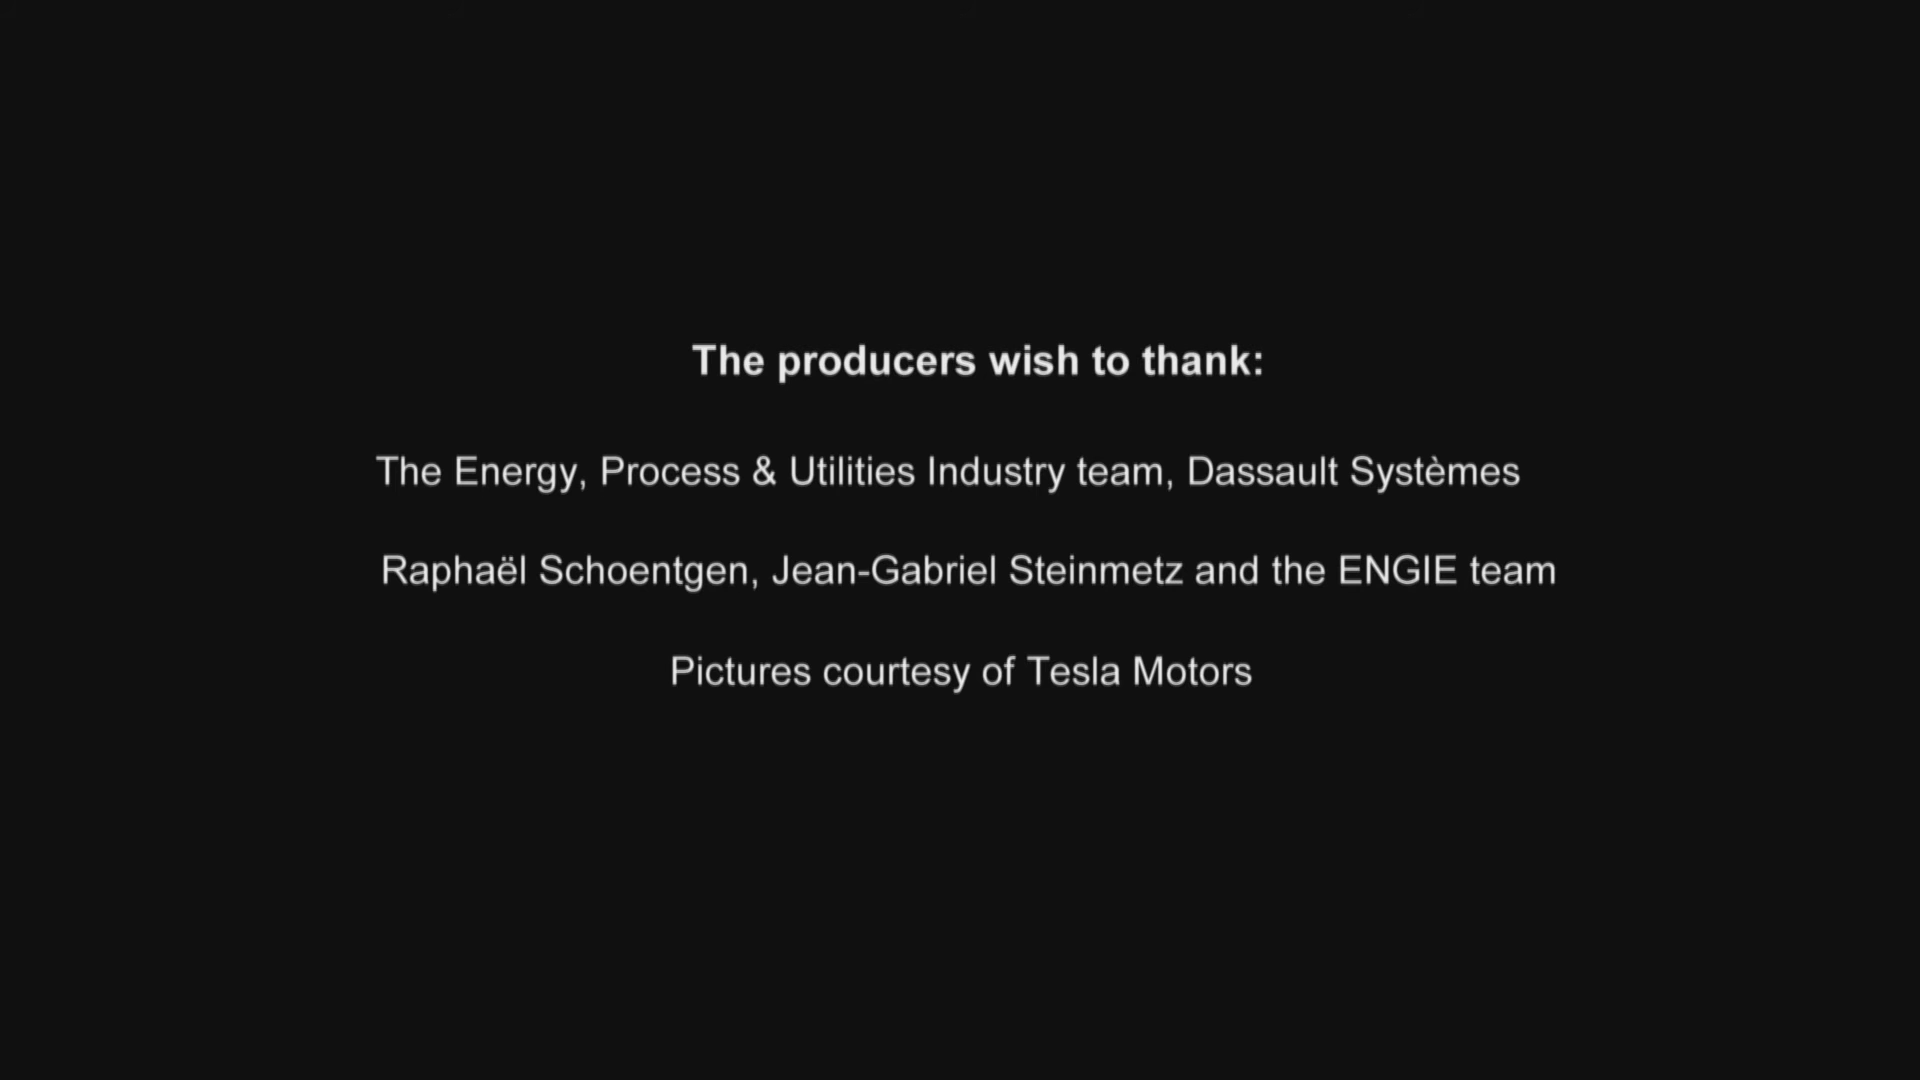 The producers wish to thank:
The Energy, Process & Utilities Industry team, Dassault Systèmes
Raphaël Schoentgen, Jean-Gabriel Steinmetz and the ENGIE team
Pictures courtesy of Tesla Motors